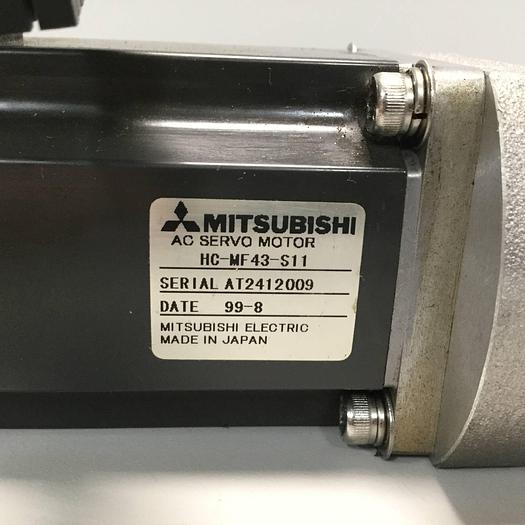 MITSUBISHI
AC SERVO MOTOR
HC-MF43-S11
SERIAL AT2412009
DATE 99-8
MITSUBISHI ELECTRIC
MADE IN JAPAN